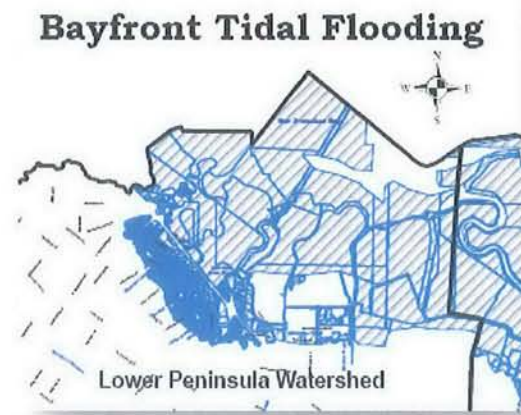 Bayfront Tidal Flooding
N
W E
S
Lower Peninsula Watershed